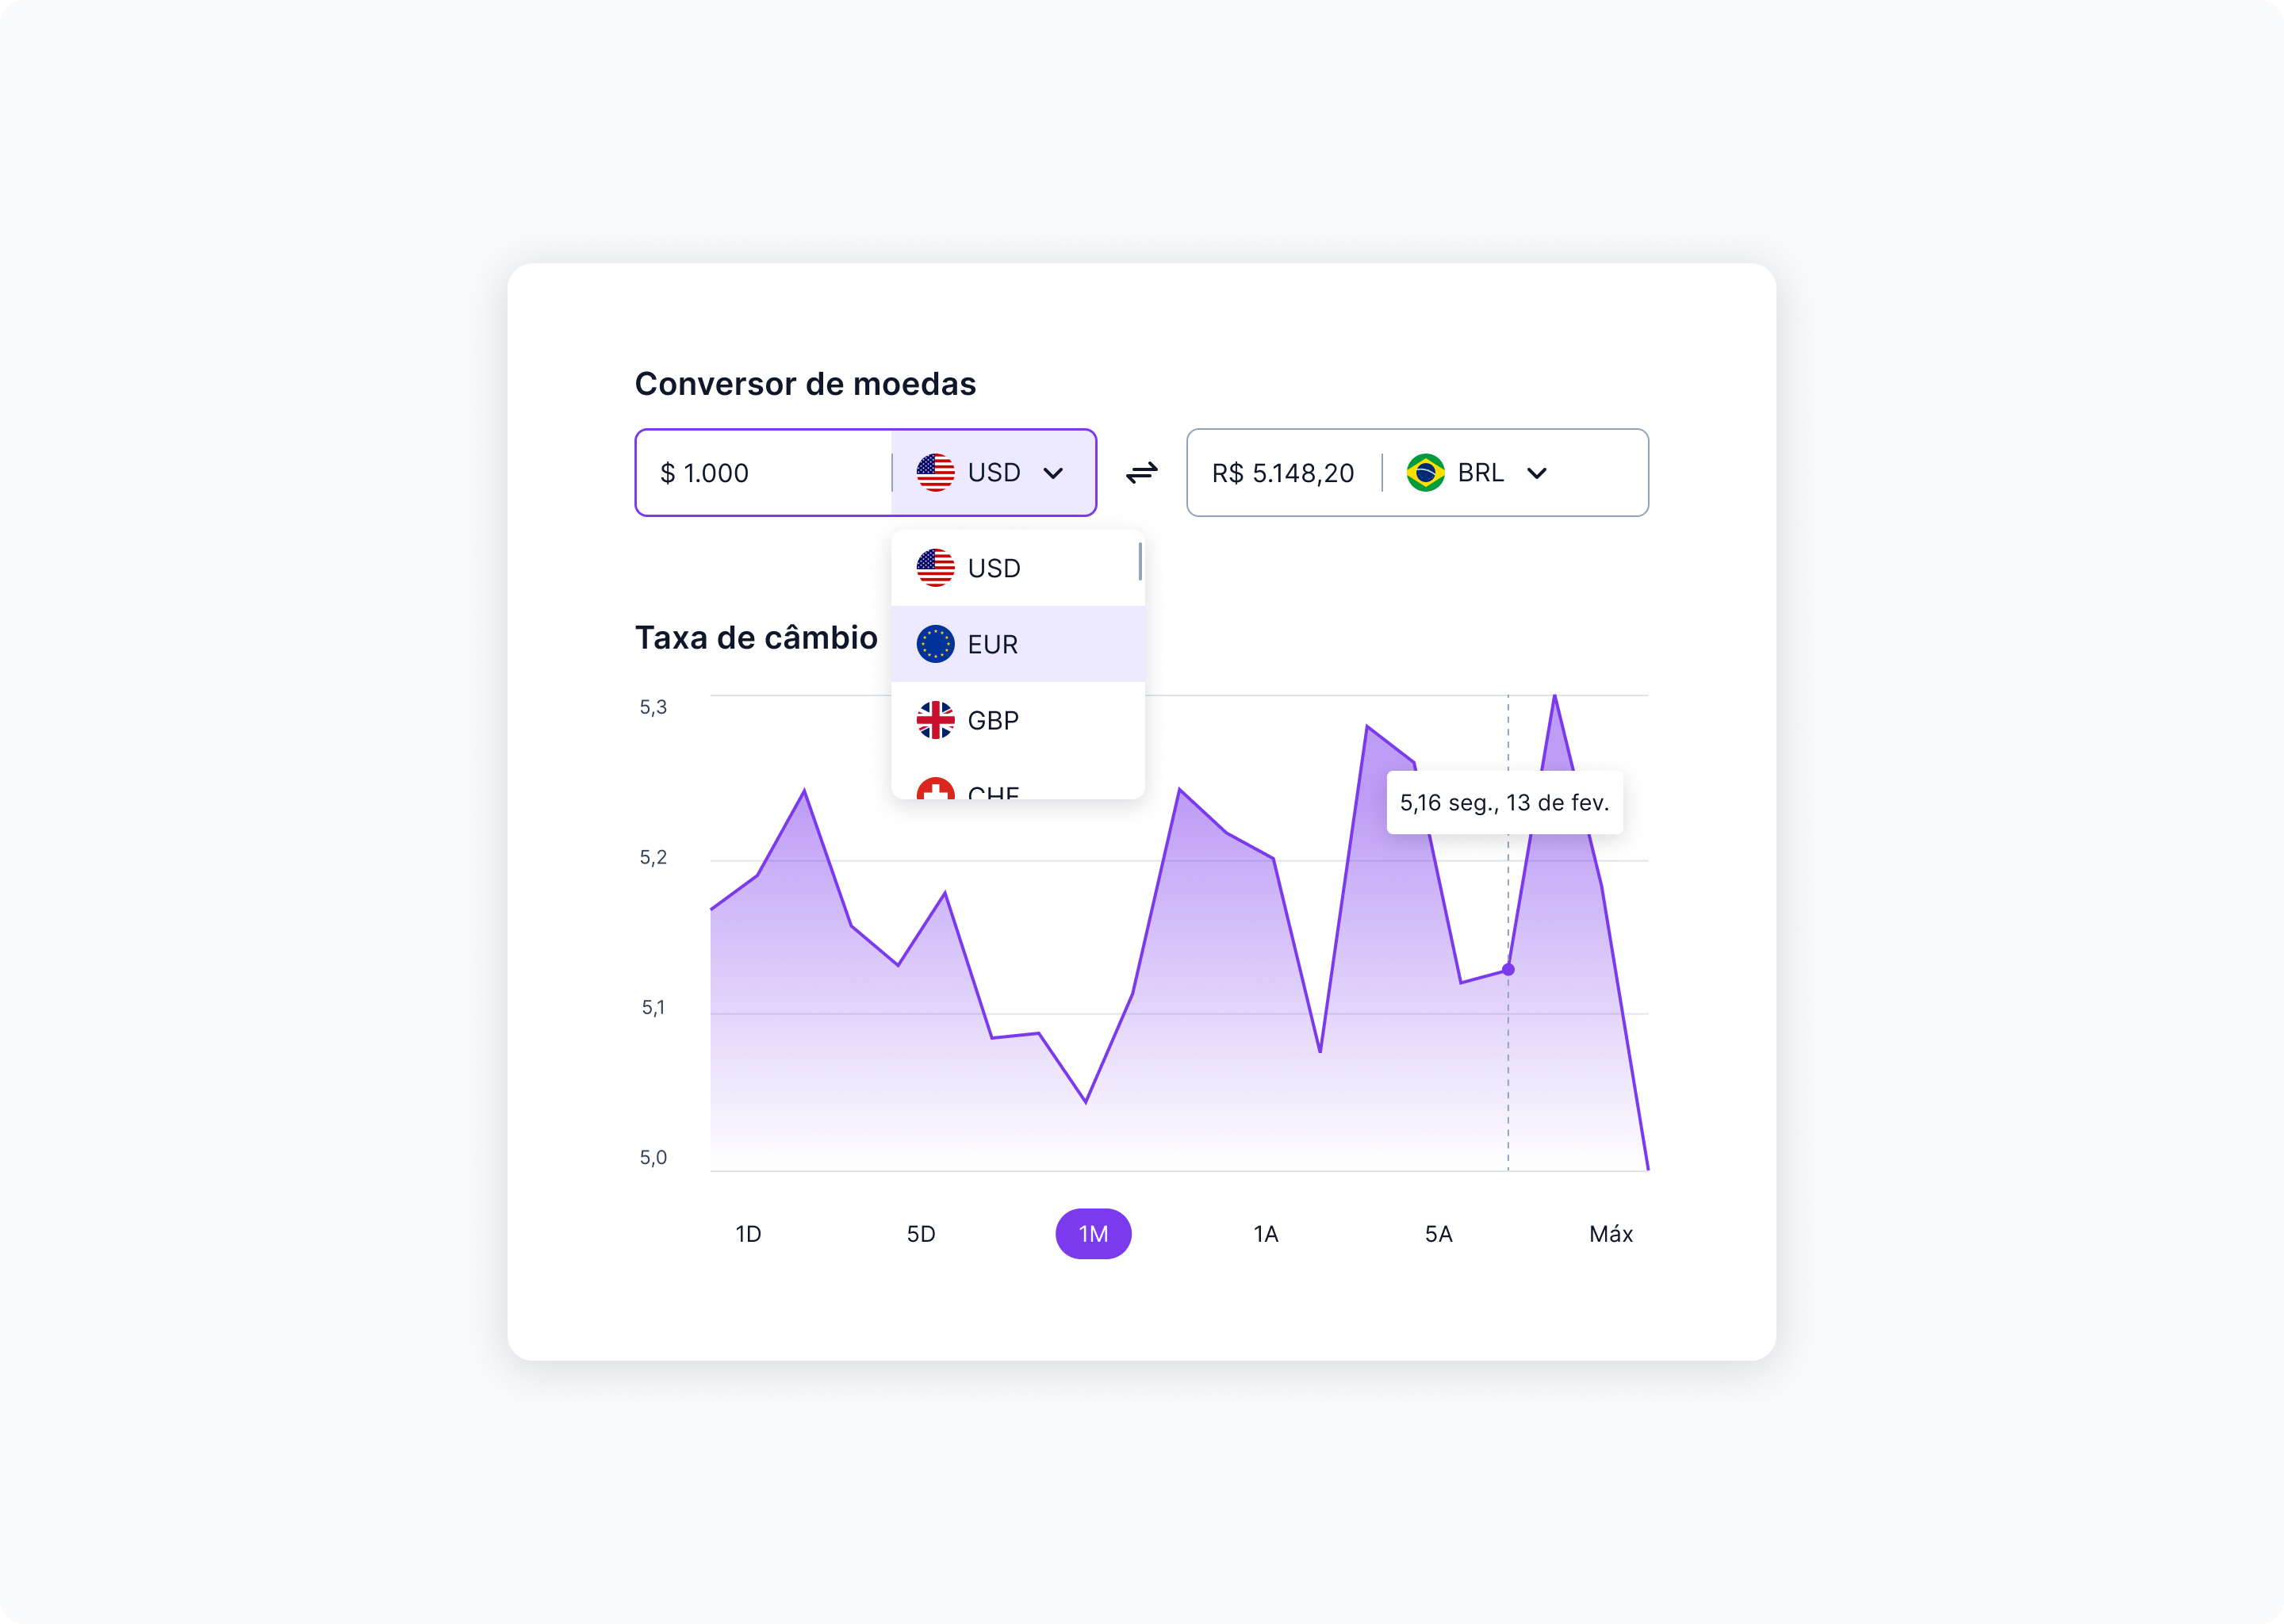 Conversor de moedas
$ 1.000 USD
R$ 5.148,20 BRL
USD
EUR
GBP
Taxa de câmbio
5,3
5,2
5,1
5,0
5,16 seg., 13 de fev.
1D 5D 1M 1A 5A Máx